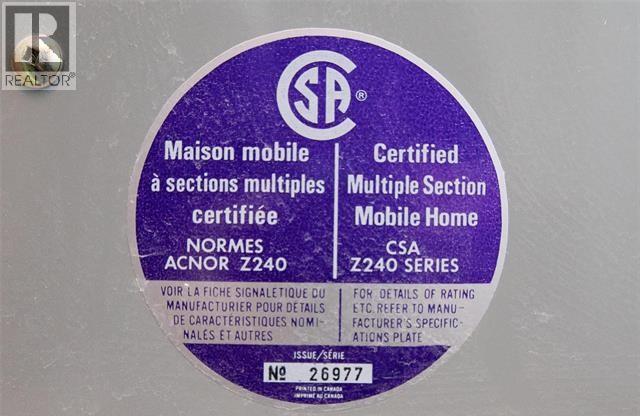 REALTOR®
CSA ®
Maison mobile
à sections multiples
certifiée
NORMES
ACNOR Z240
Certified
Multiple Section
Mobile Home
CSA
Z240 SERIES
VOIR LA FICHE SIGNALETIQUE DU
MANUFACTURIER POUR DÉTAILS
DE CARACTÉRISTIQUES NOMI-
NALES ET AUTRES
FOR DETAILS OF RATING
ETC. REFER TO MANU-
FACTURER'S SPECIFIC-
ATIONS PLATE
ISSUE/SÉRIE
Nº 26977
PRINTED IN CANADA
IMPRIMÉ AU CANADA